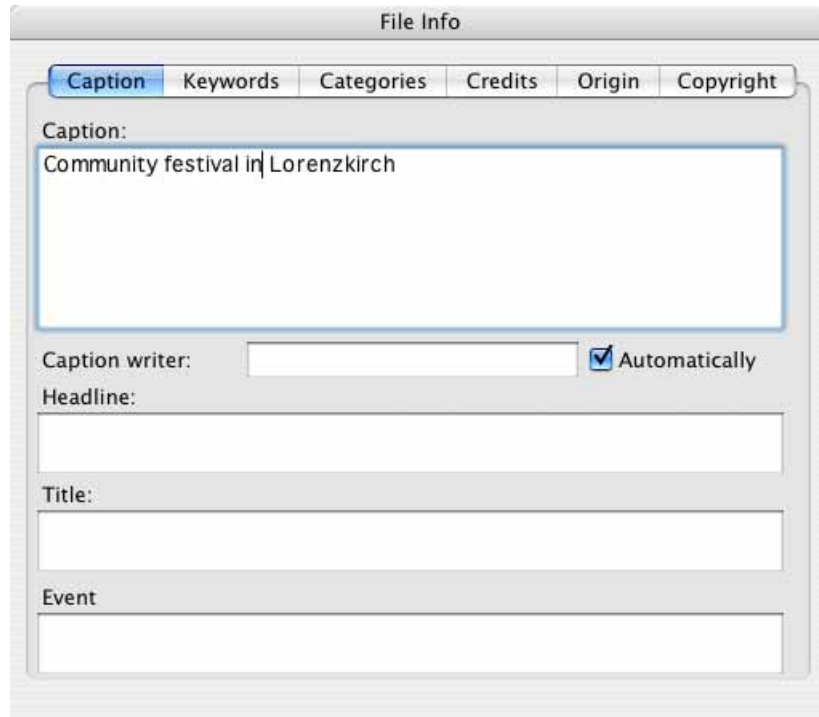 File Info
Caption Keywords Categories Credits Origin Copyright
Caption:
Community festival in Lorenzkirch
Caption writer: Automatically
Headline:
Title:
Event